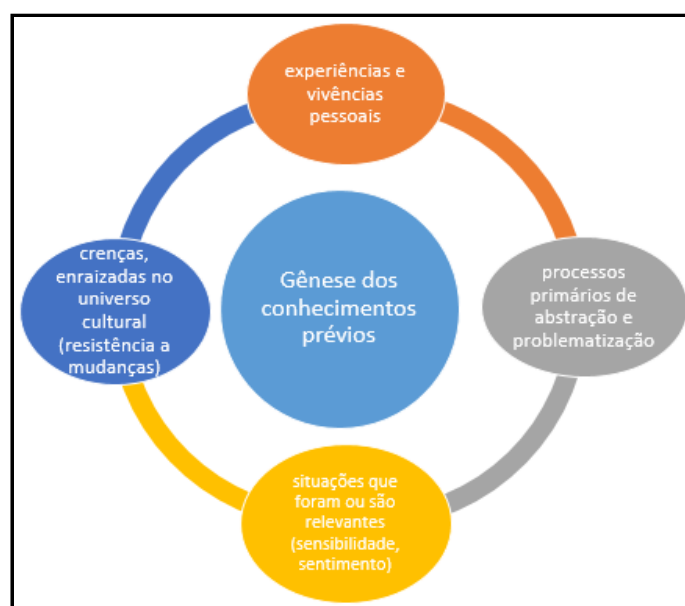 experiências e
vivências
pessoais
crenças,
enraizadas no
universo
cultural
(resistência a
mudanças)
Gênese dos
conhecimentos
prévios
processos
primários de
abstração e
problematização
situações que
foram ou são
relevantes
(sensibilidade,
sentimento)